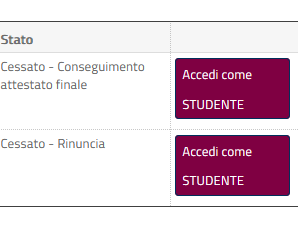 Stato
Cessato - Conseguimento
attestato finale
Accedi come
STUDENTE
Cessato - Rinuncia
Accedi come
STUDENTE